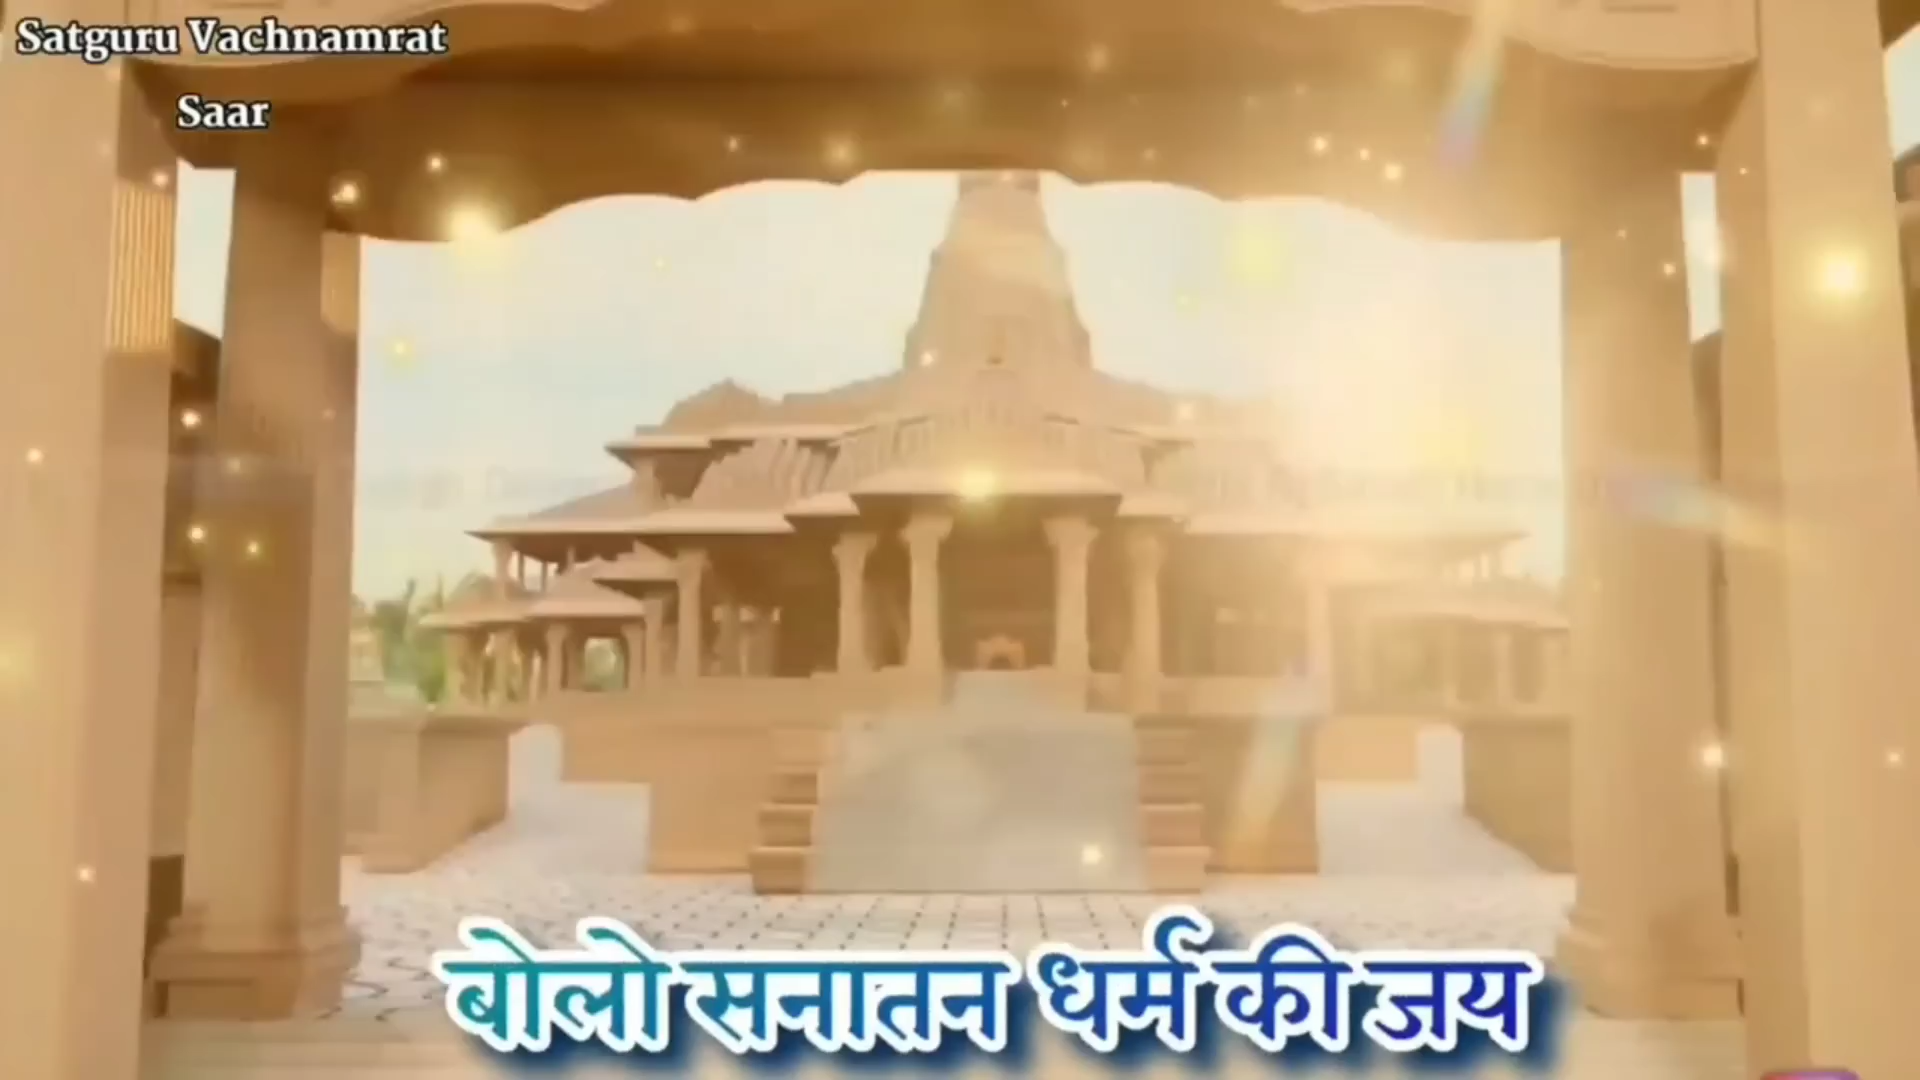 Satguru Vachnamrat
Saar
बोलो सनातन धर्म की जय